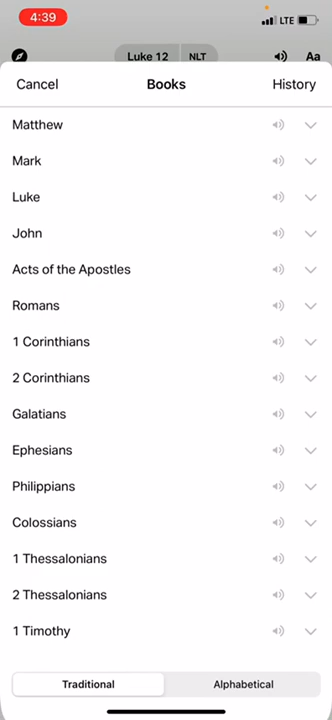 4:39
LTE
Luke 12 NLT Aa
Cancel Books History
Matthew
Mark
Luke
John
Acts of the Apostles
Romans
1 Corinthians
2 Corinthians
Galatians
Ephesians
Philippians
Colossians
1 Thessalonians
2 Thessalonians
1 Timothy
Traditional Alphabetical